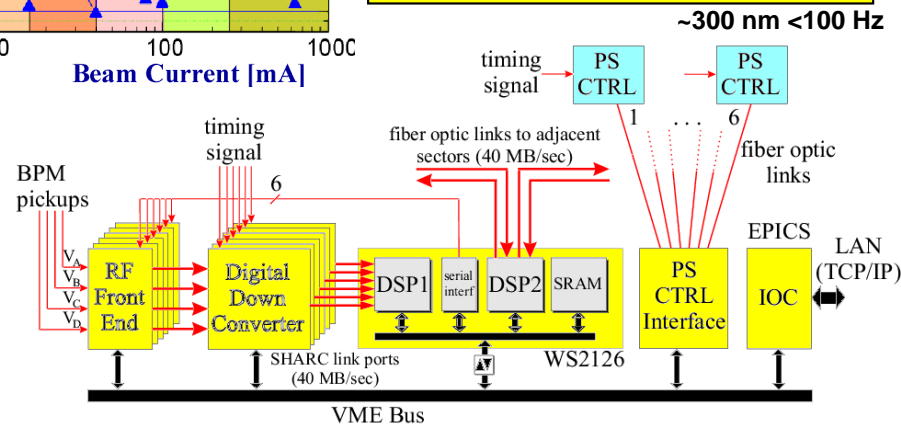 0 100 1000
Beam Current [mA]
~300 nm <100 Hz
timing
signal
PS
CTRL
PS
CTRL
1 . . . 6
fiber optic
links
timing
signal
6
fiber optic links to adjacent
sectors (40 MB/sec)
BPM
pickups
VA
VB
VC
VD
RF
Front
End
Digital
Down
Converter
DSP1
serial
interf
DSP2
SRAM
WS2126
SHARC link ports
(40 MB/sec)
PS
CTRL
Interface
EPICS
IOC
LAN
(TCP/IP)
VME Bus